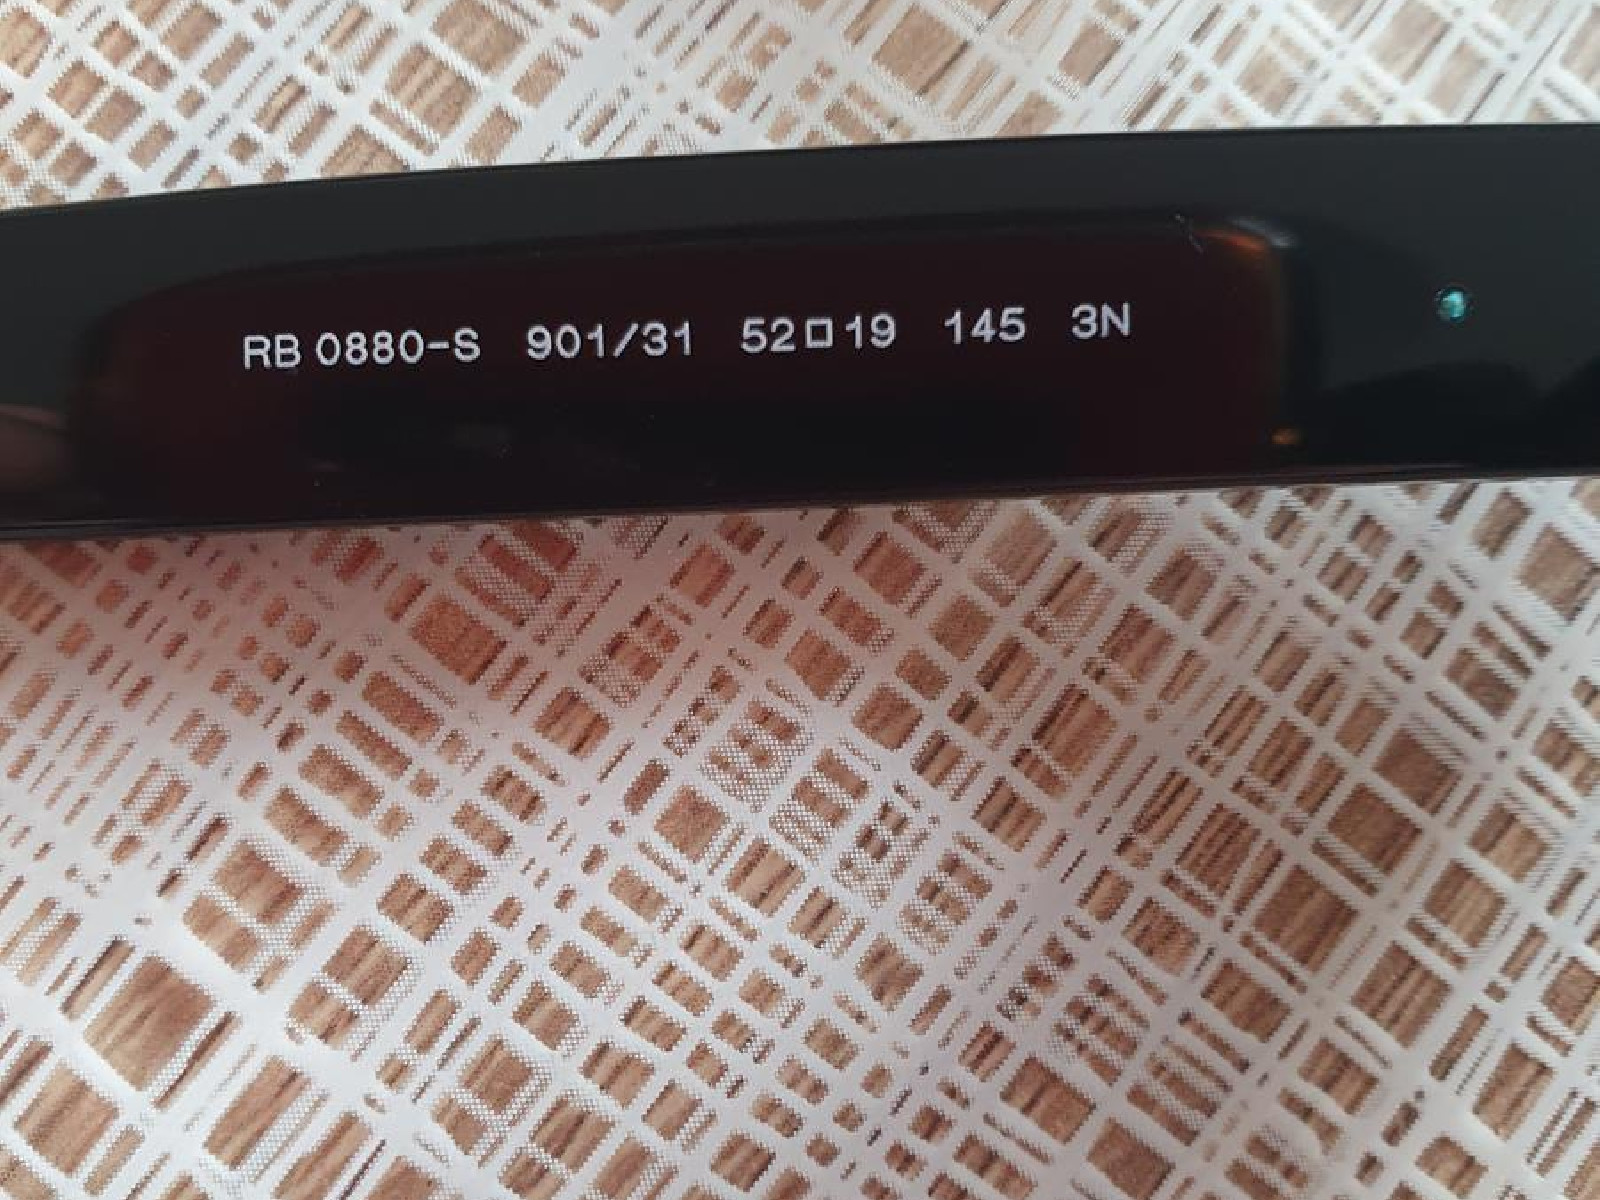 RB 0880-S 901/31 52□19 145 3N